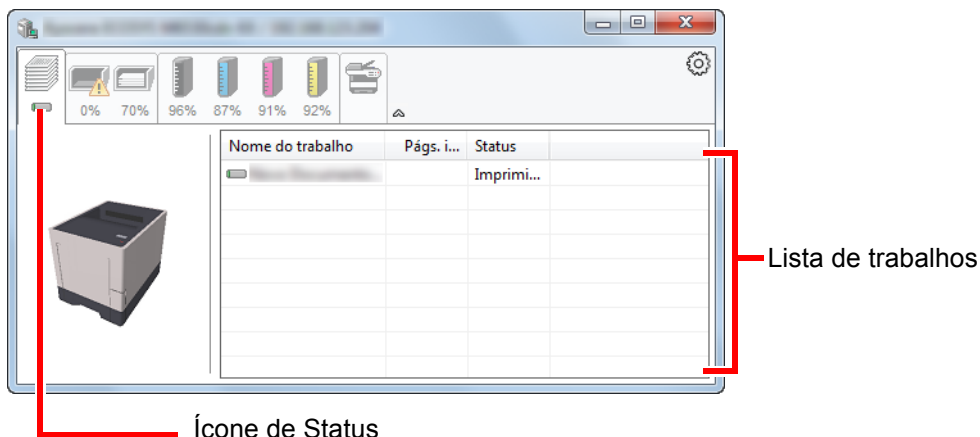 0% 70% 96% 87% 91% 92%
Nome do trabalho Págs. i... Status
Imprimi...
Lista de trabalhos
Ícone de Status